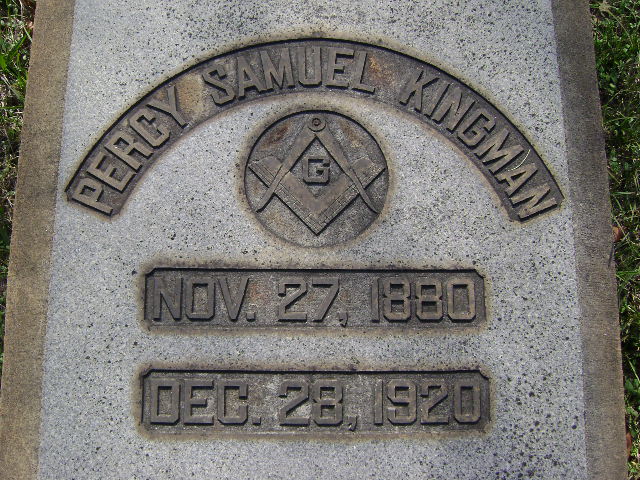 PERCY SAMUEL KINGMAN
G
NOV. 27, 1880
DEC. 28, 1920